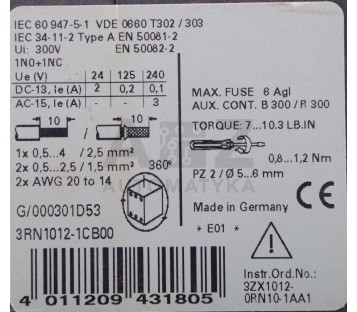 IEC 60 947-5-1 VDE 0660 T302 / 303
IEC 34-11-2 Type A EN 50081-2
Ui: 300V EN 50082-2
1NO+1NC
Ue (V) 24 125 240
DC-13, Ie (A) 2 0,2 0,1
AC-15, Ie (A) - - 3
MAX. FUSE 6 Agl
AUX. CONT. B 300 / R 300
TORQUE: 7...10.3 LB.IN
10 / 10
0,8...1,2 Nm
1x 0,5...4 / 2,5 mm²
2x 0,5...2,5 / 1,5 mm²
2x AWG 20 to 14
360°
PZ 2 / Ø 5...6 mm
AUTOMATYKA
G/000301D53
3RN1012-1CB00
Made in Germany
CE
* E01 *
4 011209 431805
Instr.Ord.No.:
3ZX1012-
0RN10-1AA1